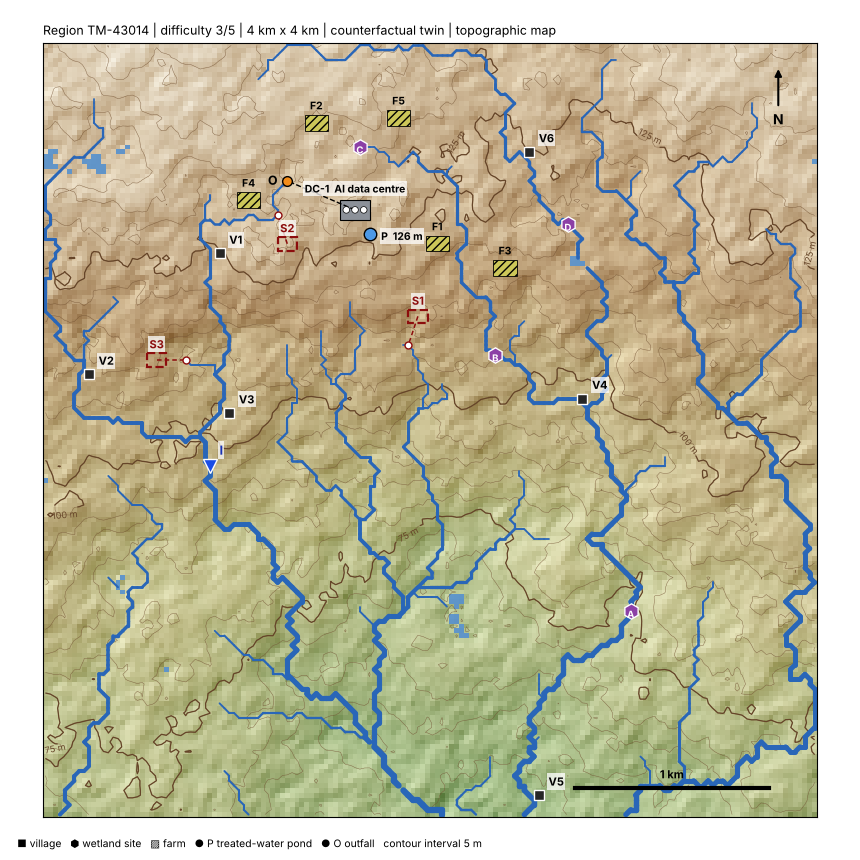 Region TM-43014 | difficulty 3/5 | 4 km x 4 km | counterfactual twin | topographic map
F2
F5
N
125 m
125 m
V6
C
O
F4
DC-1 AI data centre
S2
P 126 m
F1
D
V1
F3
125 m
S1
S3
V2
B
V4
V3
I
100 m
100 m
75 m
A
75 m
1 km
V5
village
wetland site
farm
P treated-water pond
O outfall
contour interval 5 m